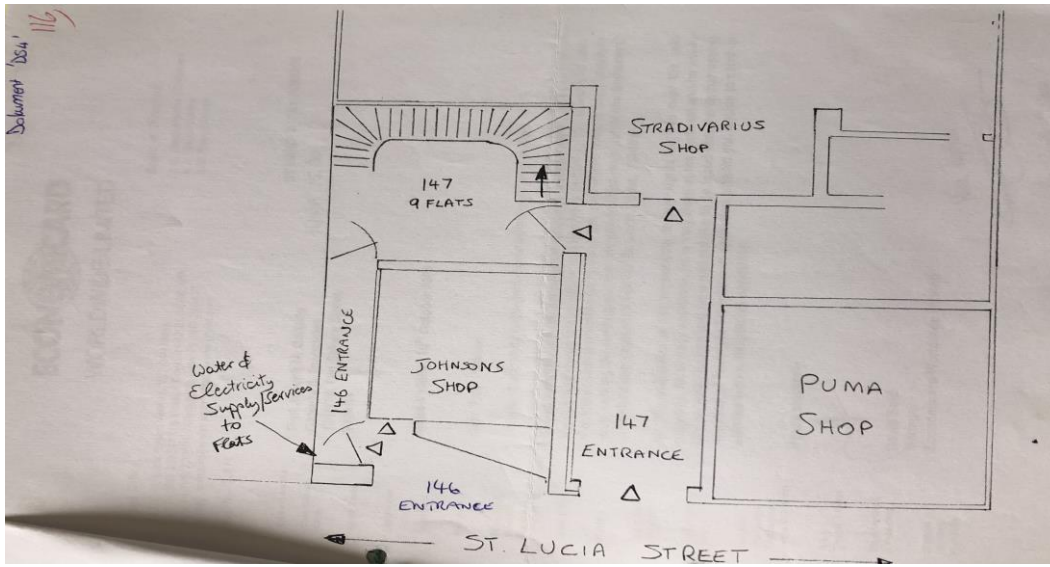 Dokument 'DS4'
116
STRADIVARIUS
SHOP
147
9 FLATS
146 ENTRANCE
JOHNSONS
SHOP
Water &
Electricity
Supply/Services
to
Flats
147
ENTRANCE
PUMA
SHOP
146
ENTRANCE
ST. LUCIA STREET